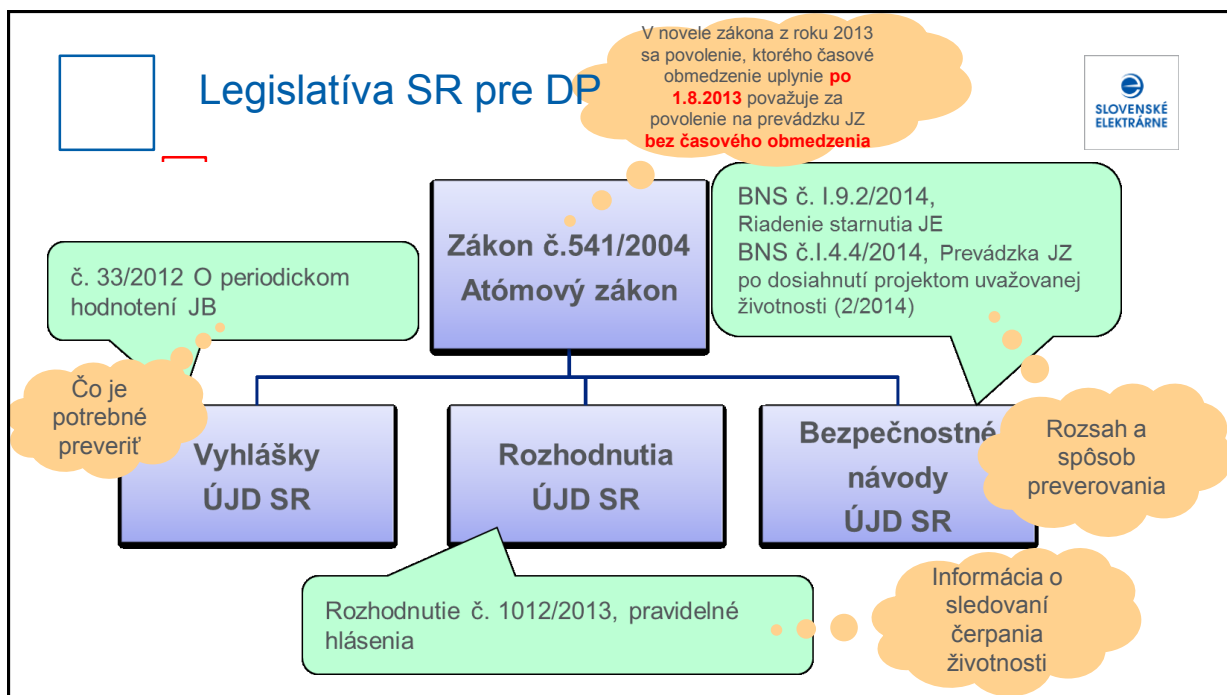 Legislatíva SR pre DP
V novele zákona z roku 2013
sa povolenie, ktorého časové
obmedzenie uplynie po
1.8.2013 považuje za
povolenie na prevádzku JZ
bez časového obmedzenia
SLOVENSKÉ
ELEKTRÁRNE
Zákon č.541/2004
Atómový zákon
č. 33/2012 O periodickom
hodnotení JB
BNS č. I.9.2/2014,
Riadenie starnutia JE
BNS č.I.4.4/2014, Prevádzka JZ
po dosiahnutí projektom uvažovanej
životnosti (2/2014)
Čo je
potrebné
preveriť
Vyhlášky
ÚJD SR
Rozhodnutia
ÚJD SR
Bezpečnostné
návody
ÚJD SR
Rozsah a
spôsob
preverovania
Rozhodnutie č. 1012/2013, pravidelné
hlásenia
Informácia o
sledovaní
čerpania
životnosti